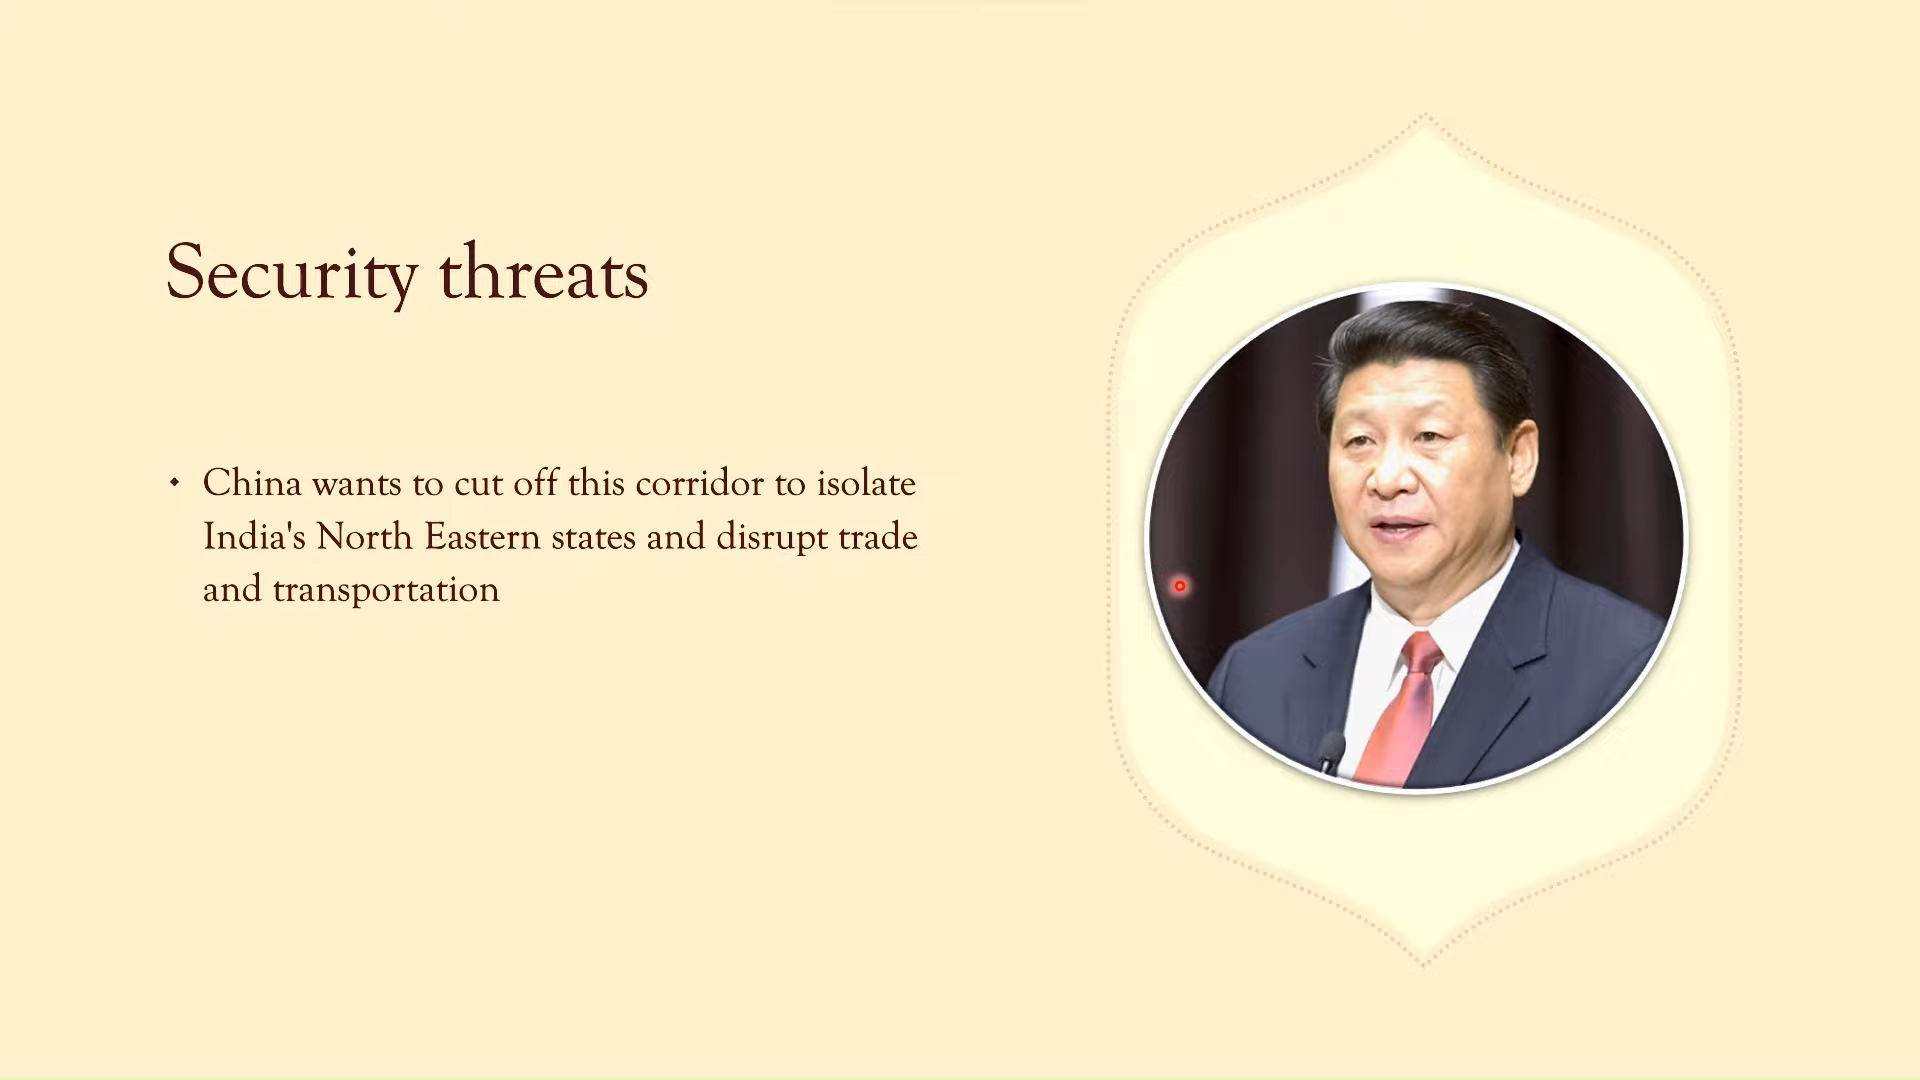 Security threats
China wants to cut off this corridor to isolate
India's North Eastern states and disrupt trade
and transportation